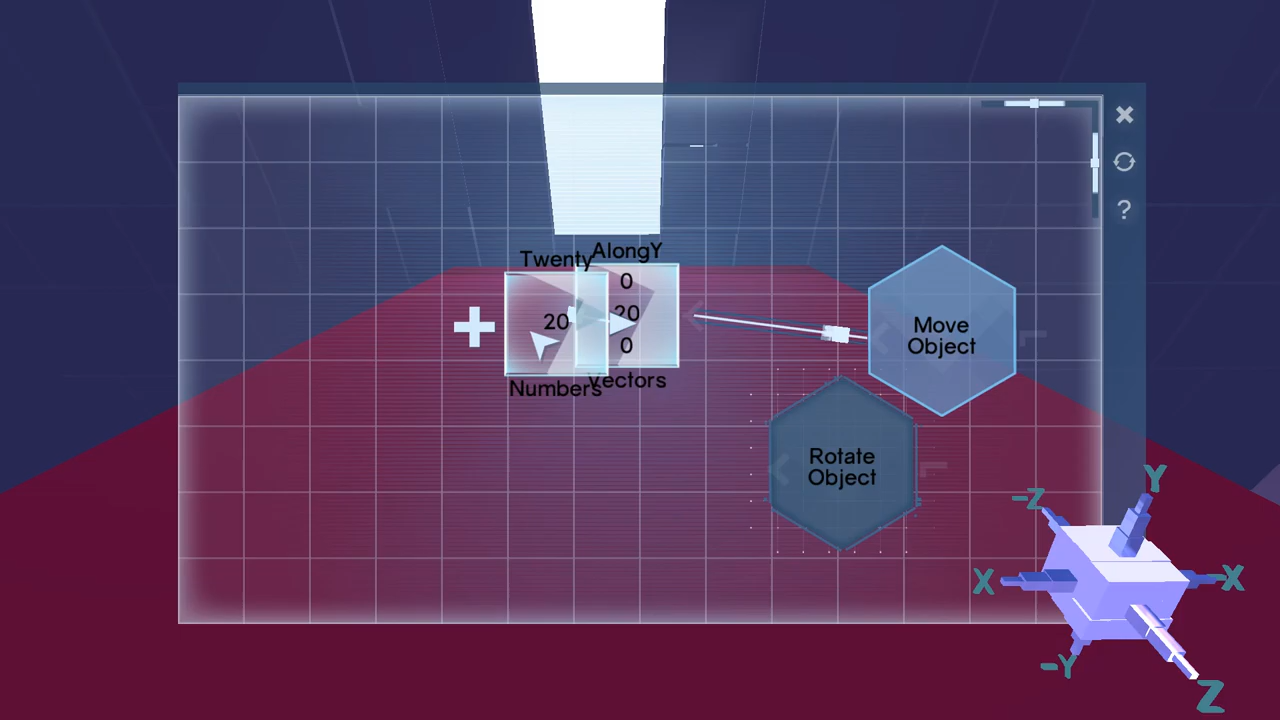 ?
Twenty
AlongY
0
20
20
0
Numbers
Vectors
Move
Object
Rotate
Object
Y
-Z
X
-X
-Y
Z